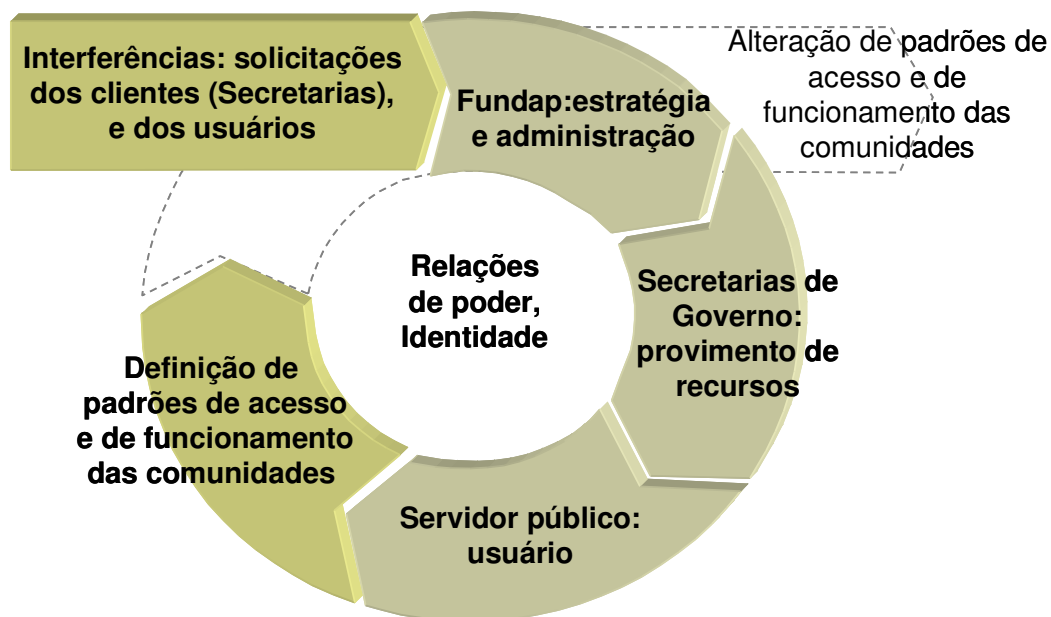 Interferências: solicitações
dos clientes (Secretarias),
e dos usuários
Fundap:estratégia
e administração
Alteração de padrões de
acesso e de
funcionamento das
comunidades
Secretarias de
Governo:
provimento de
recursos
Relações
de poder,
Identidade
Definição de
padrões de acesso
e de funcionamento
das comunidades
Servidor público:
usuário